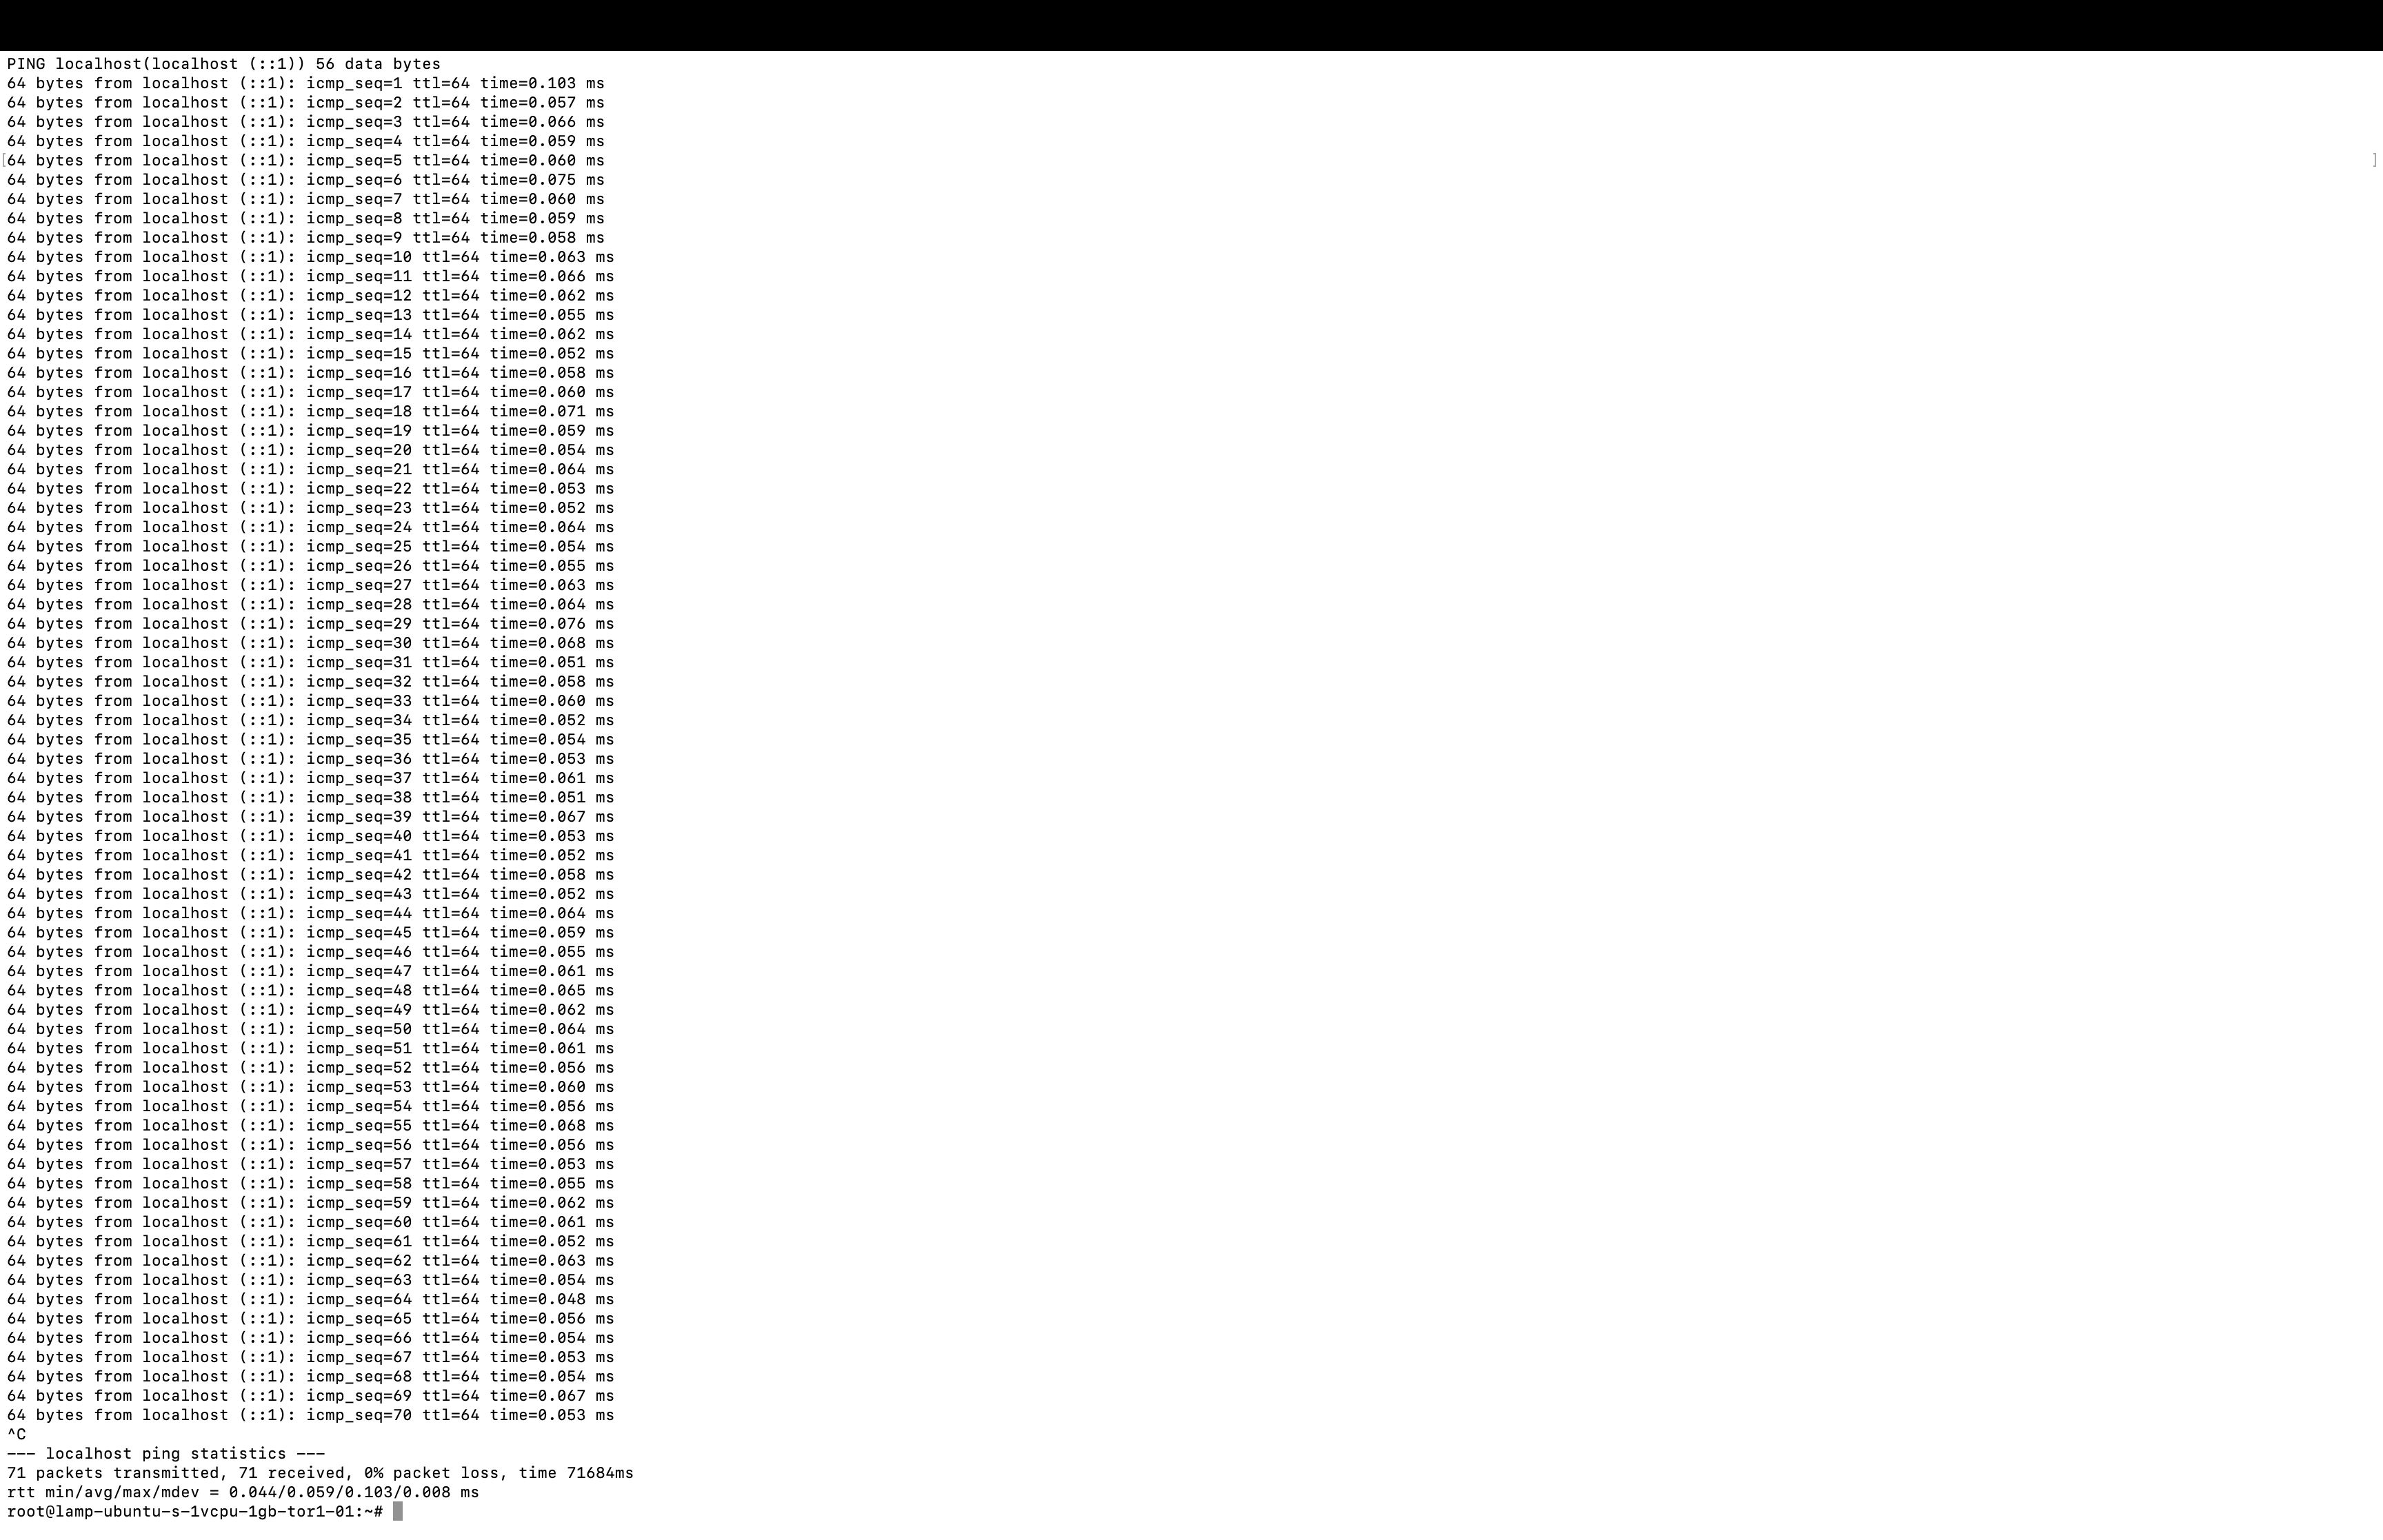 PING localhost(localhost (::1)) 56 data bytes
64 bytes from localhost (::1): icmp_seq=1 ttl=64 time=0.103 ms
64 bytes from localhost (::1): icmp_seq=2 ttl=64 time=0.057 ms
64 bytes from localhost (::1): icmp_seq=3 ttl=64 time=0.066 ms
64 bytes from localhost (::1): icmp_seq=4 ttl=64 time=0.059 ms
[64 bytes from localhost (::1): icmp_seq=5 ttl=64 time=0.060 ms ]
64 bytes from localhost (::1): icmp_seq=6 ttl=64 time=0.075 ms
64 bytes from localhost (::1): icmp_seq=7 ttl=64 time=0.060 ms
64 bytes from localhost (::1): icmp_seq=8 ttl=64 time=0.059 ms
64 bytes from localhost (::1): icmp_seq=9 ttl=64 time=0.058 ms
64 bytes from localhost (::1): icmp_seq=10 ttl=64 time=0.063 ms
64 bytes from localhost (::1): icmp_seq=11 ttl=64 time=0.066 ms
64 bytes from localhost (::1): icmp_seq=12 ttl=64 time=0.062 ms
64 bytes from localhost (::1): icmp_seq=13 ttl=64 time=0.055 ms
64 bytes from localhost (::1): icmp_seq=14 ttl=64 time=0.062 ms
64 bytes from localhost (::1): icmp_seq=15 ttl=64 time=0.052 ms
64 bytes from localhost (::1): icmp_seq=16 ttl=64 time=0.058 ms
64 bytes from localhost (::1): icmp_seq=17 ttl=64 time=0.060 ms
64 bytes from localhost (::1): icmp_seq=18 ttl=64 time=0.071 ms
64 bytes from localhost (::1): icmp_seq=19 ttl=64 time=0.059 ms
64 bytes from localhost (::1): icmp_seq=20 ttl=64 time=0.054 ms
64 bytes from localhost (::1): icmp_seq=21 ttl=64 time=0.064 ms
64 bytes from localhost (::1): icmp_seq=22 ttl=64 time=0.053 ms
64 bytes from localhost (::1): icmp_seq=23 ttl=64 time=0.052 ms
64 bytes from localhost (::1): icmp_seq=24 ttl=64 time=0.064 ms
64 bytes from localhost (::1): icmp_seq=25 ttl=64 time=0.054 ms
64 bytes from localhost (::1): icmp_seq=26 ttl=64 time=0.055 ms
64 bytes from localhost (::1): icmp_seq=27 ttl=64 time=0.063 ms
64 bytes from localhost (::1): icmp_seq=28 ttl=64 time=0.064 ms
64 bytes from localhost (::1): icmp_seq=29 ttl=64 time=0.076 ms
64 bytes from localhost (::1): icmp_seq=30 ttl=64 time=0.068 ms
64 bytes from localhost (::1): icmp_seq=31 ttl=64 time=0.051 ms
64 bytes from localhost (::1): icmp_seq=32 ttl=64 time=0.058 ms
64 bytes from localhost (::1): icmp_seq=33 ttl=64 time=0.060 ms
64 bytes from localhost (::1): icmp_seq=34 ttl=64 time=0.052 ms
64 bytes from localhost (::1): icmp_seq=35 ttl=64 time=0.054 ms
64 bytes from localhost (::1): icmp_seq=36 ttl=64 time=0.053 ms
64 bytes from localhost (::1): icmp_seq=37 ttl=64 time=0.061 ms
64 bytes from localhost (::1): icmp_seq=38 ttl=64 time=0.051 ms
64 bytes from localhost (::1): icmp_seq=39 ttl=64 time=0.067 ms
64 bytes from localhost (::1): icmp_seq=40 ttl=64 time=0.053 ms
64 bytes from localhost (::1): icmp_seq=41 ttl=64 time=0.052 ms
64 bytes from localhost (::1): icmp_seq=42 ttl=64 time=0.058 ms
64 bytes from localhost (::1): icmp_seq=43 ttl=64 time=0.052 ms
64 bytes from localhost (::1): icmp_seq=44 ttl=64 time=0.064 ms
64 bytes from localhost (::1): icmp_seq=45 ttl=64 time=0.059 ms
64 bytes from localhost (::1): icmp_seq=46 ttl=64 time=0.055 ms
64 bytes from localhost (::1): icmp_seq=47 ttl=64 time=0.061 ms
64 bytes from localhost (::1): icmp_seq=48 ttl=64 time=0.065 ms
64 bytes from localhost (::1): icmp_seq=49 ttl=64 time=0.062 ms
64 bytes from localhost (::1): icmp_seq=50 ttl=64 time=0.064 ms
64 bytes from localhost (::1): icmp_seq=51 ttl=64 time=0.061 ms
64 bytes from localhost (::1): icmp_seq=52 ttl=64 time=0.056 ms
64 bytes from localhost (::1): icmp_seq=53 ttl=64 time=0.060 ms
64 bytes from localhost (::1): icmp_seq=54 ttl=64 time=0.056 ms
64 bytes from localhost (::1): icmp_seq=55 ttl=64 time=0.068 ms
64 bytes from localhost (::1): icmp_seq=56 ttl=64 time=0.056 ms
64 bytes from localhost (::1): icmp_seq=57 ttl=64 time=0.053 ms
64 bytes from localhost (::1): icmp_seq=58 ttl=64 time=0.055 ms
64 bytes from localhost (::1): icmp_seq=59 ttl=64 time=0.062 ms
64 bytes from localhost (::1): icmp_seq=60 ttl=64 time=0.061 ms
64 bytes from localhost (::1): icmp_seq=61 ttl=64 time=0.052 ms
64 bytes from localhost (::1): icmp_seq=62 ttl=64 time=0.063 ms
64 bytes from localhost (::1): icmp_seq=63 ttl=64 time=0.054 ms
64 bytes from localhost (::1): icmp_seq=64 ttl=64 time=0.048 ms
64 bytes from localhost (::1): icmp_seq=65 ttl=64 time=0.056 ms
64 bytes from localhost (::1): icmp_seq=66 ttl=64 time=0.054 ms
64 bytes from localhost (::1): icmp_seq=67 ttl=64 time=0.053 ms
64 bytes from localhost (::1): icmp_seq=68 ttl=64 time=0.054 ms
64 bytes from localhost (::1): icmp_seq=69 ttl=64 time=0.067 ms
64 bytes from localhost (::1): icmp_seq=70 ttl=64 time=0.053 ms
^C
--- localhost ping statistics ---
71 packets transmitted, 71 received, 0% packet loss, time 71684ms
rtt min/avg/max/mdev = 0.044/0.059/0.103/0.008 ms
root@lamp-ubuntu-s-1vcpu-1gb-tor1-01:~#